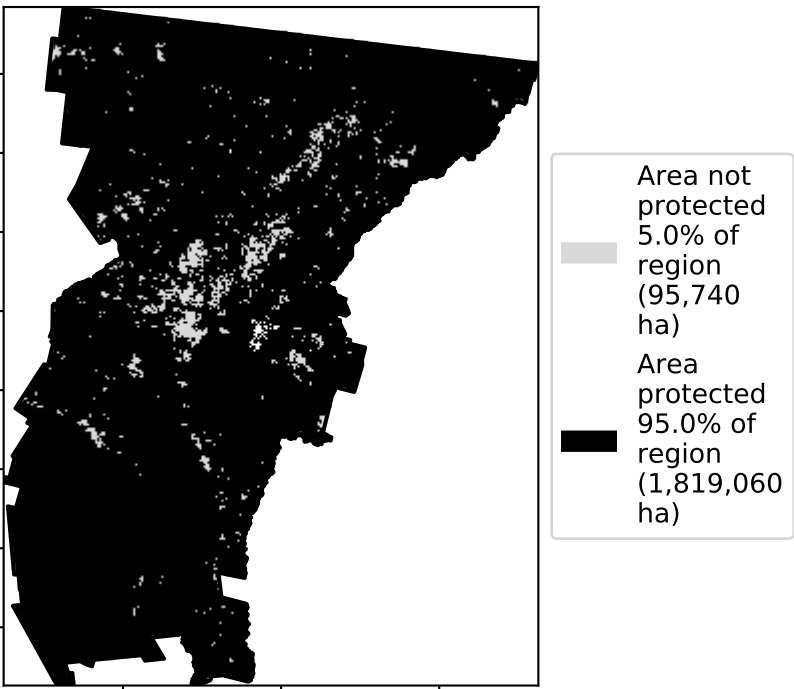 Area not
protected
5.0% of
region
(95,740
ha)
Area
protected
95.0% of
region
(1,819,060
ha)